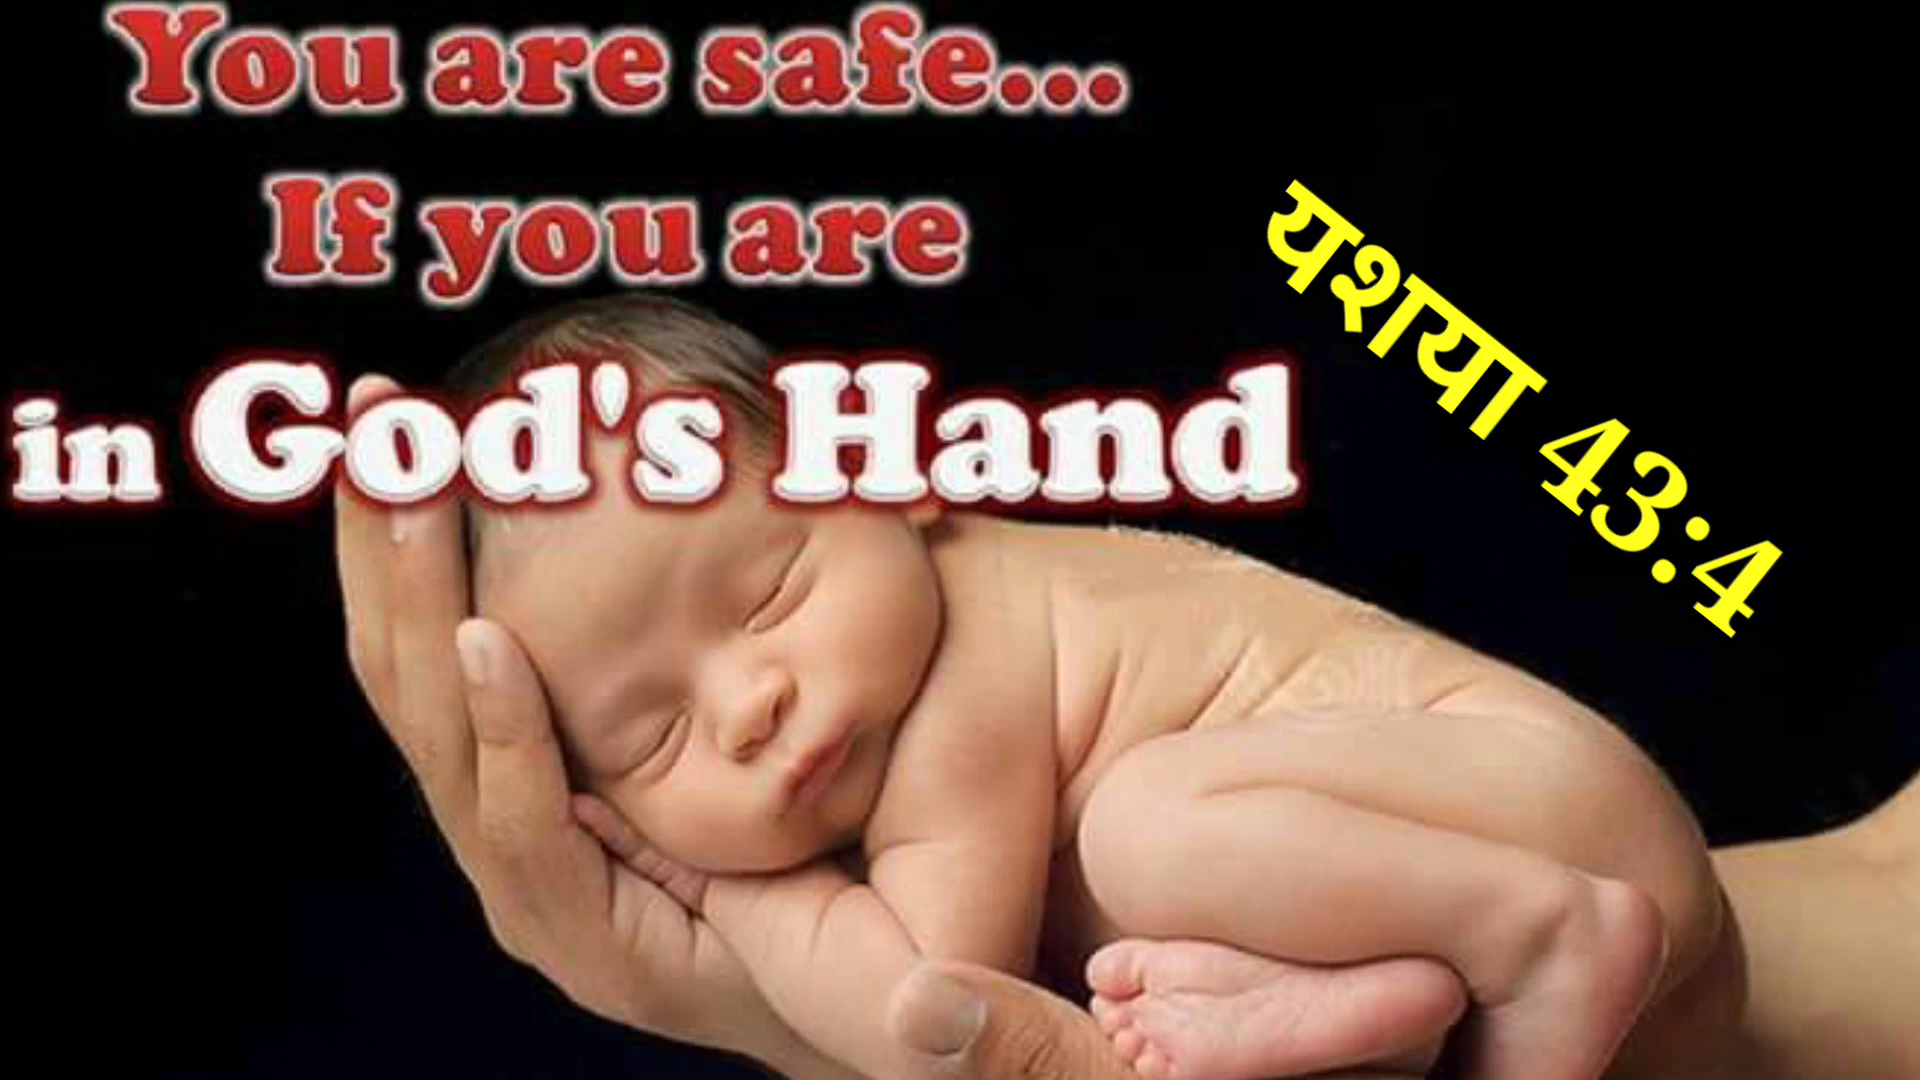 You are safe...
If you are
in God's Hand
यशया 43:4